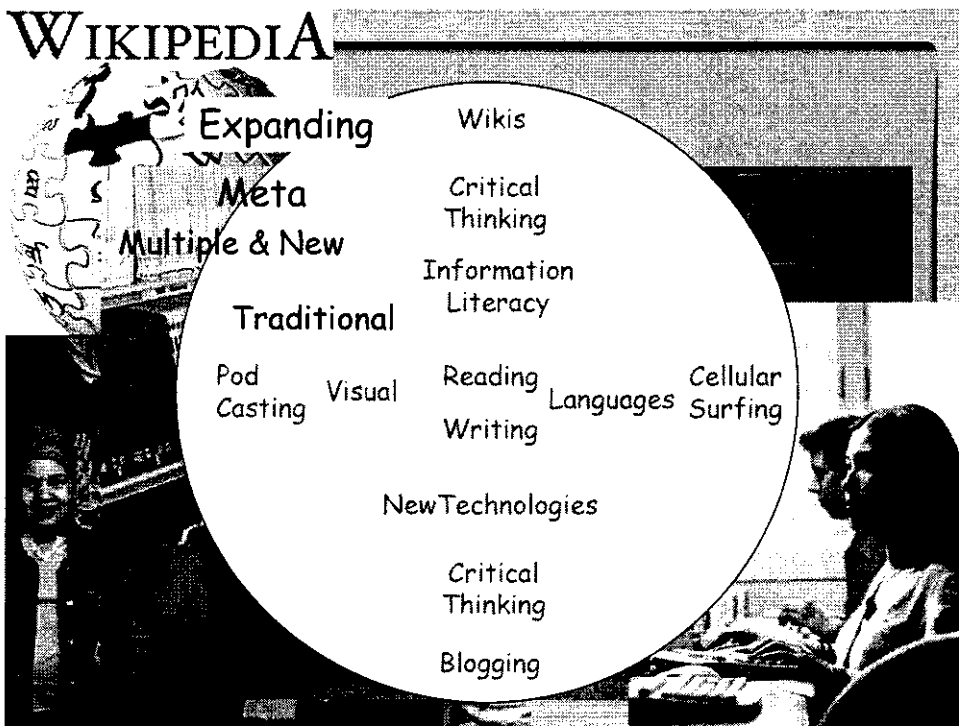 WIKIPEDIA
Expanding
Wikis
Meta
Critical
Thinking
Multiple & New
Information
Literacy
Traditional
Pod
Casting
Visual
Reading
Writing
Languages
Cellular
Surfing
NewTechnologies
Critical
Thinking
Blogging